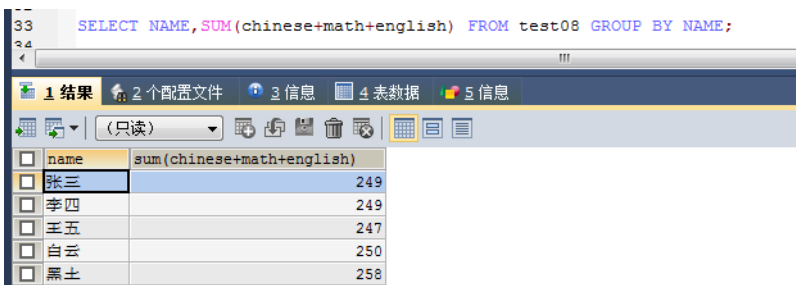 33 SELECT NAME,SUM(chinese+math+english) FROM test08 GROUP BY NAME;
34
1 结果 2 个配置文件 3 信息 4 表数据 5 信息
(只读)
name sum(chinese+math+english)
张三 249
李四 249
王五 247
白云 250
黑土 258